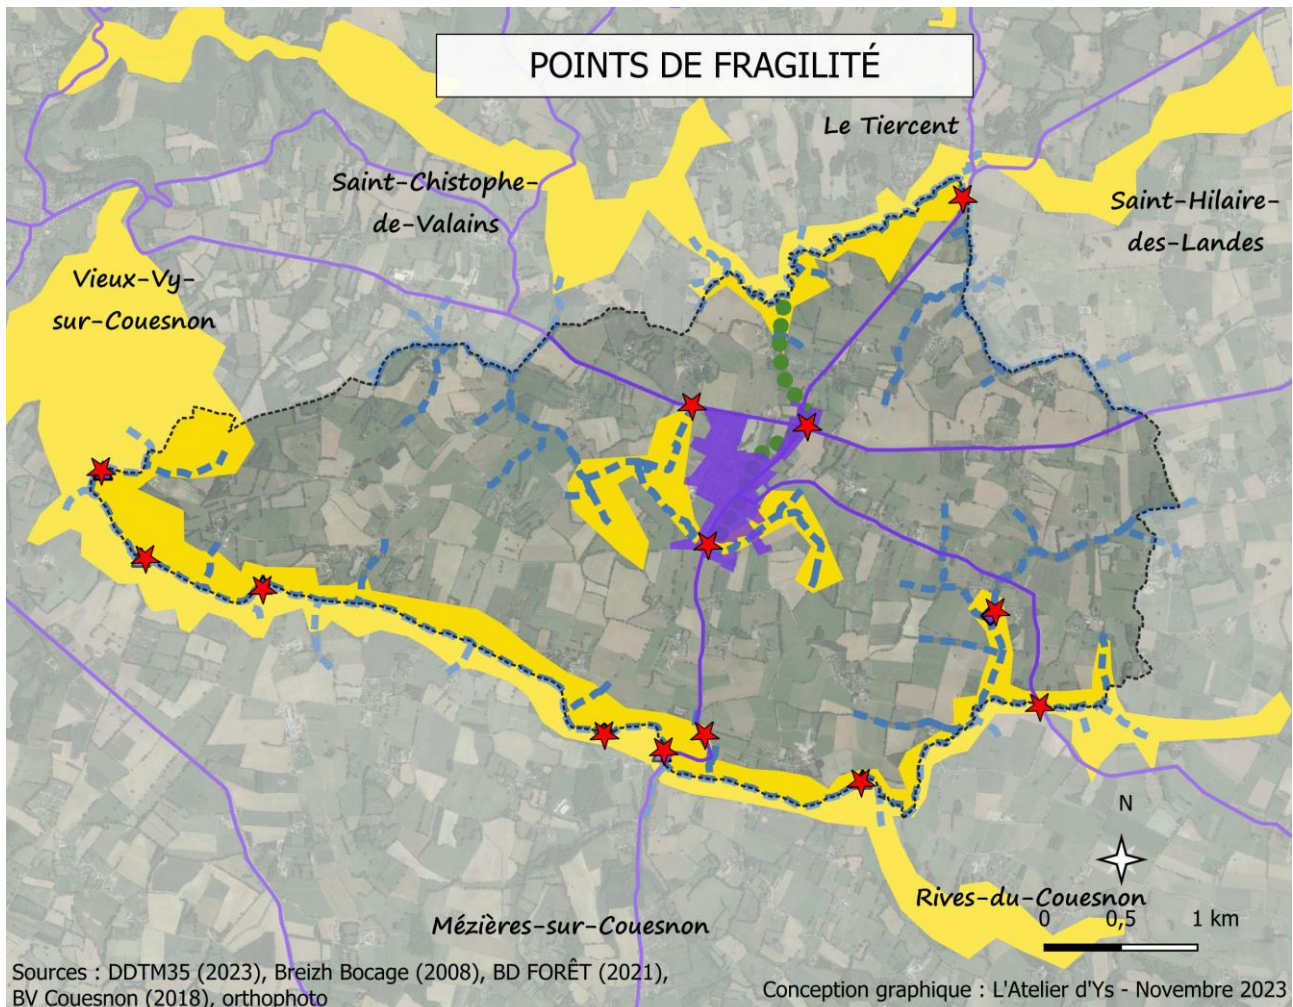 POINTS DE FRAGILITÉ
Le Tiercent
Saint-Chistophe-
de-Valains
Saint-Hilaire-
des-Landes
Vieux-Vy-
sur-Couesnon
N
Rives-du-Couesnon
0 0,5 1 km
Mézières-sur-Couesnon
Sources : DDTM35 (2023), Breizh Bocage (2008), BD FORÊT (2021),
BV Couesnon (2018), orthophoto
Conception graphique : L'Atelier d'Ys - Novembre 2023